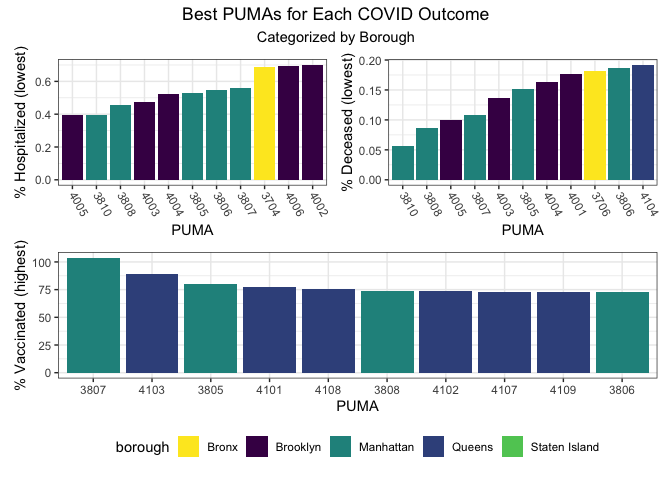 Best PUMAs for Each COVID Outcome
Categorized by Borough
% Hospitalized (lowest)
0.6
0.4
0.2
0.0
4005 3810 3808 4003 4004 3805 3806 3807 3704 4006 4002
PUMA
% Deceased (lowest)
0.20
0.15
0.10
0.05
0.00
3810 3808 4005 3807 4003 3805 4004 4001 3706 3806 4104
PUMA
% Vaccinated (highest)
100
75
50
25
0
3807 4103 3805 4101 4108 3808 4102 4107 4109 3806
PUMA
borough Bronx Brooklyn Manhattan Queens Staten Island